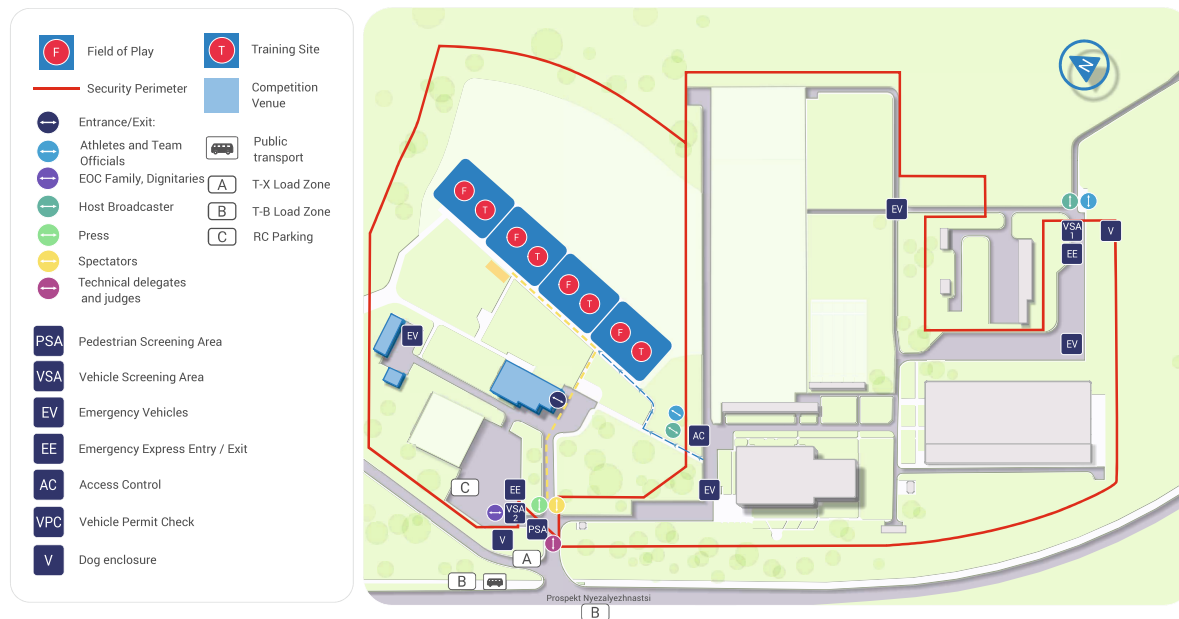 F
Field of Play
T
Training Site
Security Perimeter
Competition
Venue
Entrance/Exit:
Athletes and Team
Officials
Public
transport
EOC Family, Dignitaries
A
T-X Load Zone
Host Broadcaster
B
T-B Load Zone
Press
C
RC Parking
Spectators
Technical delegates
and judges
PSA
Pedestrian Screening Area
VSA
Vehicle Screening Area
EV
Emergency Vehicles
EE
Emergency Express Entry / Exit
AC
Access Control
VPC
Vehicle Permit Check
V
Dog enclosure
N
F
T
F
T
F
T
F
T
EV
EV
VSA
1
V
EE
EV
AC
EV
C
EE
VSA
2
PSA
V
A
B
Prospekt Nyezalyezhnastsi
B